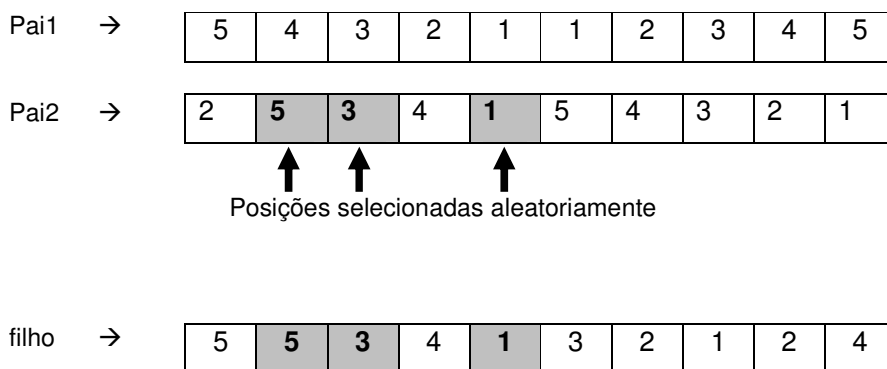 Pai1 → 5 4 3 2 1 1 2 3 4 5
Pai2 → 2 5 3 4 1 5 4 3 2 1
Posições selecionadas aleatoriamente
filho → 5 5 3 4 1 3 2 1 2 4